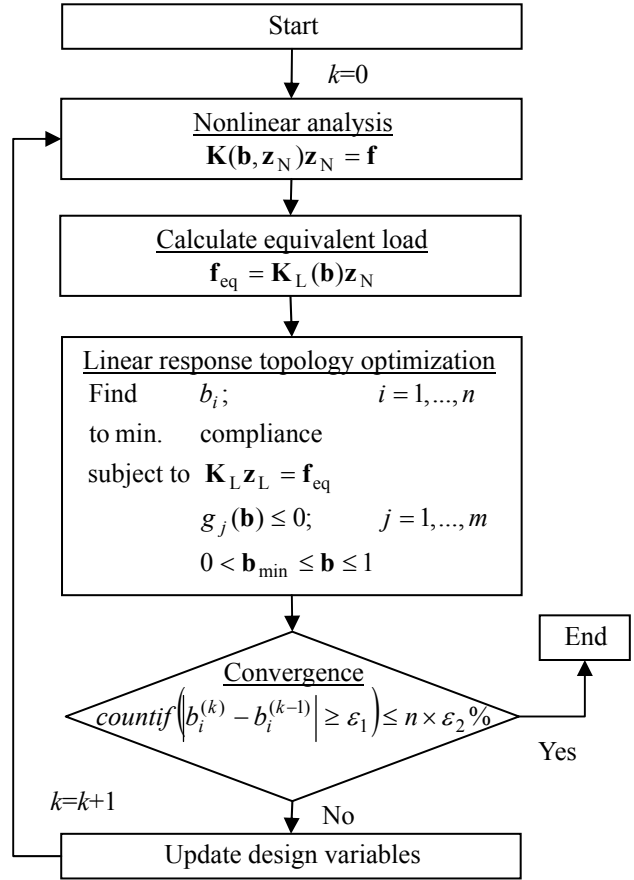 Start
k=0
Nonlinear analysis
K(b, z_N)z_N = f
Calculate equivalent load
f_eq = K_L(b)z_N
Linear response topology optimization
Find b_i; i = 1,...,n
to min. compliance
subject to K_L z_L = f_eq
g_j(b) ≤ 0; j = 1,...,m
0 < b_min ≤ b ≤ 1
Convergence
countif(|b_i^(k) − b_i^(k−1)| ≥ ε_1) ≤ n × ε_2%
End
Yes
No
k=k+1
Update design variables